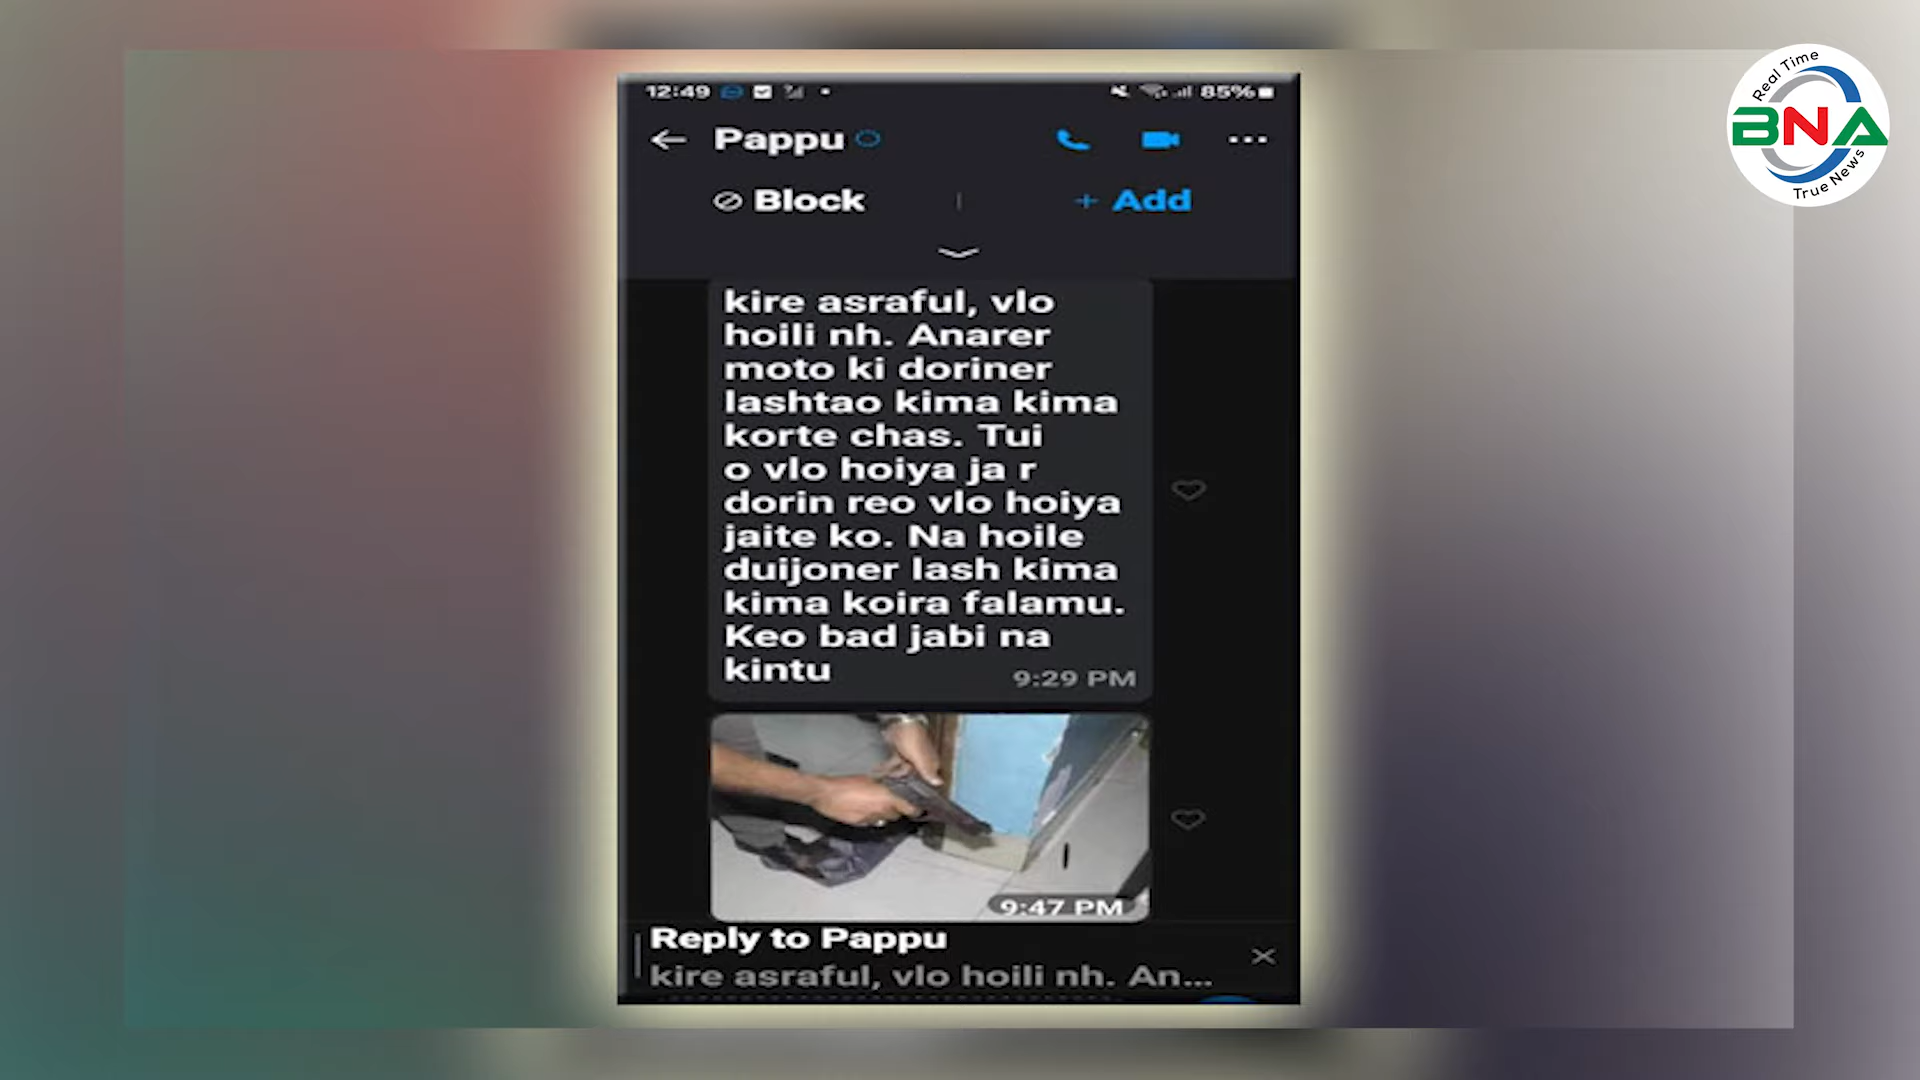 Real Time
BNA
True News
12:49
85%
Pappu
Block
+ Add
kire asraful, vlo
hoili nh. Anarer
moto ki doriner
lashtao kima kima
korte chas. Tui
o vlo hoiya ja r
dorin reo vlo hoiya
jaite ko. Na hoile
duijoner lash kima
kima koira falamu.
Keo bad jabi na
kintu
9:29 PM
9:47 PM
Reply to Pappu
kire asraful, vlo hoili nh. An...